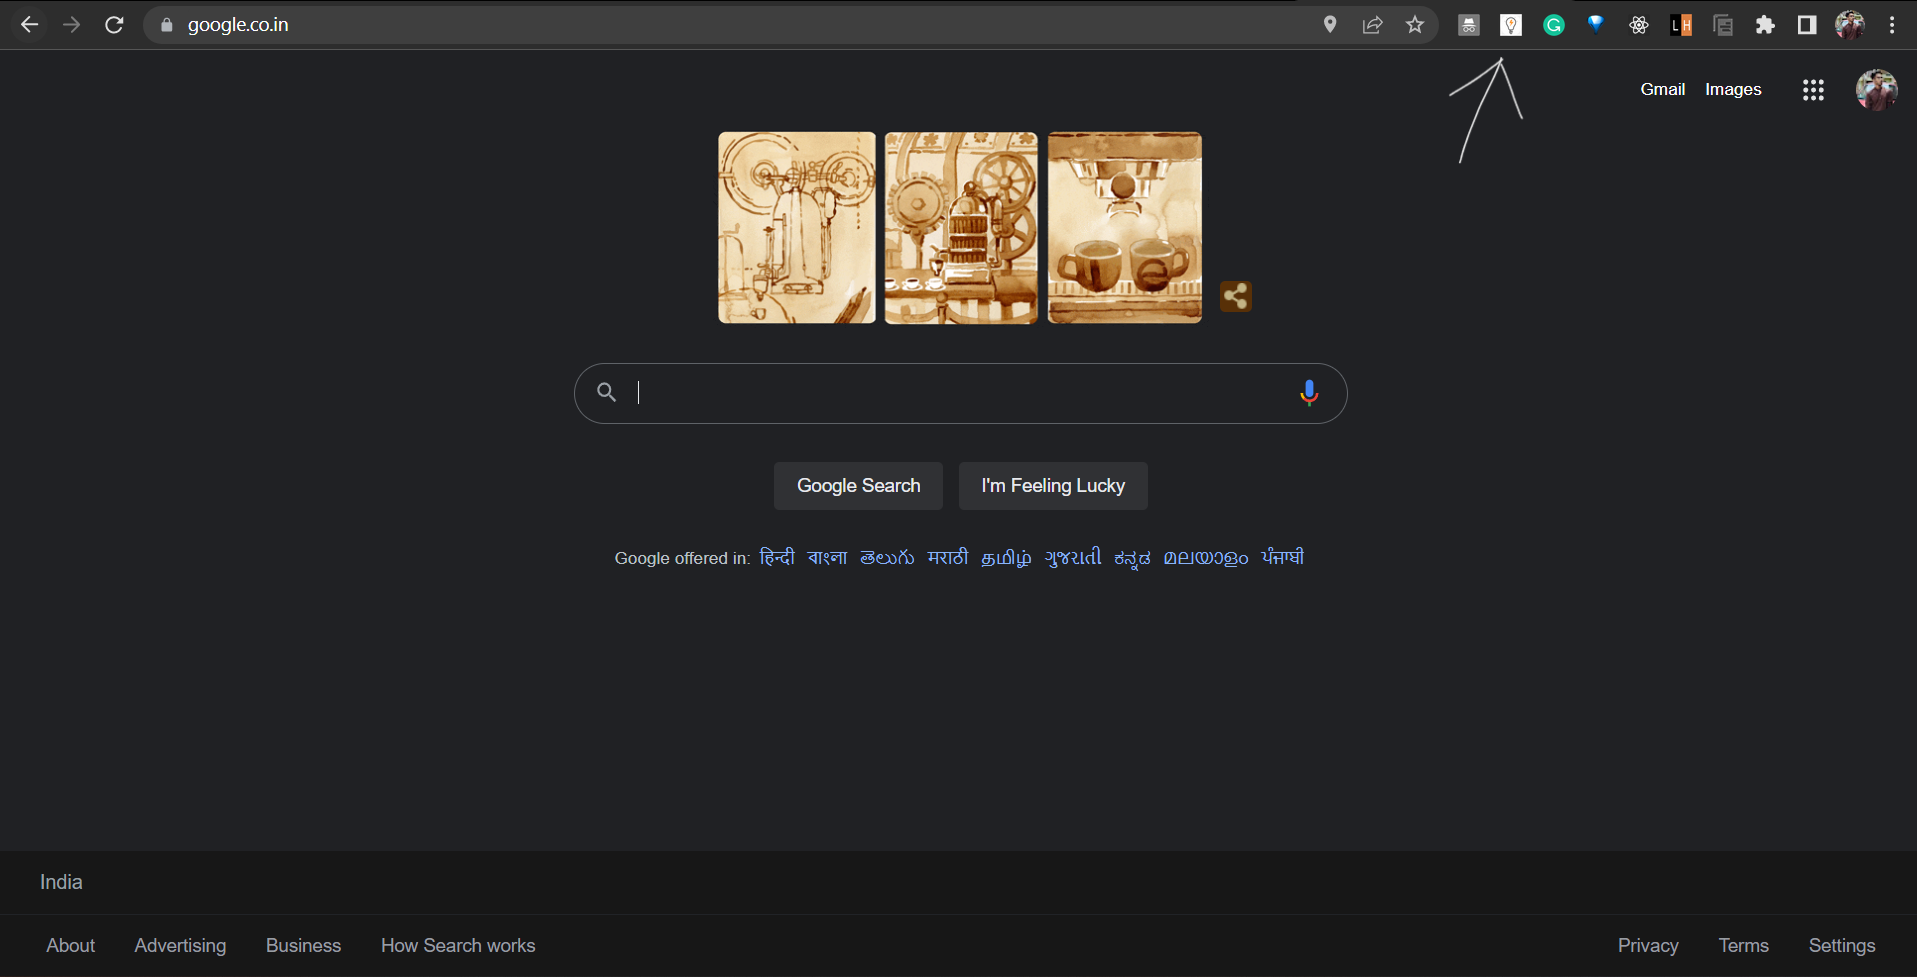 google.co.in
L H
Gmail Images
e
Google Search I'm Feeling Lucky
Google offered in: हिन्दी বাংলা తెలుగు मराठी தமிழ் ગુજરાતી ಕನ್ನಡ മലയാളം ਪੰਜਾਬੀ
India
About Advertising Business How Search works Privacy Terms Settings